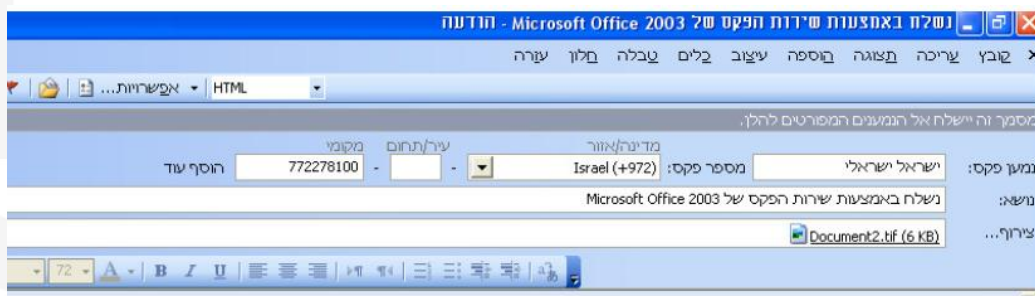 נשלח באמצעות שירות הפקס של Microsoft Office 2003 - הודעה
קובץ עריכה תצוגה הוספה עיצוב כלים טבלה חלון עזרה
HTML אפשרויות...
מסמך זה יישלח אל הנמענים המפורטים להלן.
מדינה/אזור עיר/תחום מקומי
נמען פקס: ישראל ישראלי מספר פקס: Israel (+972) - - 772278100 הוסף עוד
נושא: נשלח באמצעות שירות הפקס של Microsoft Office 2003
צירוף... Document2.tif (6 KB)
72 A B I U